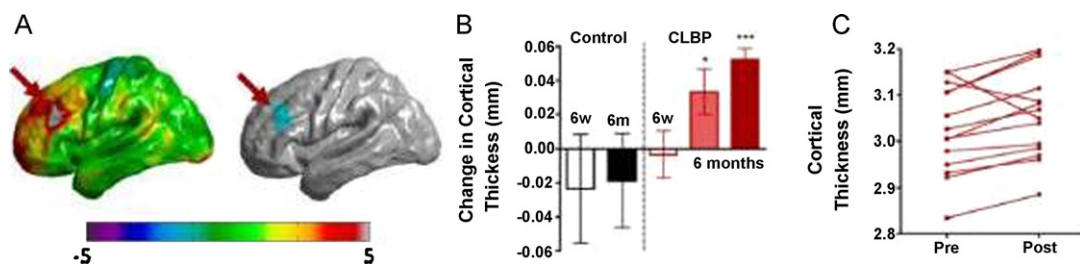 A
-5
5
B
Change in Cortical
Thickess (mm)
0.06
0.04
0.02
0.00
-0.02
-0.04
-0.06
Control
CLBP
6w
6m
6w
*
***
6 months
C
Cortical
Thickness (mm)
3.2
3.1
3.0
2.9
2.8
Pre
Post